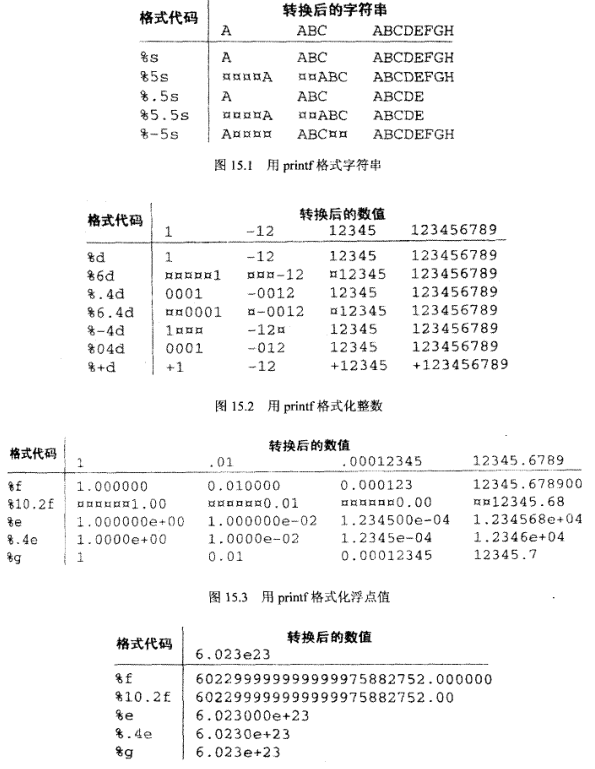 转换后的字符串
格式代码 A ABC ABCDEFGH
%s A ABC ABCDEFGH
%5s ¤¤¤¤A ¤¤ABC ABCDEFGH
%.5s A ABC ABCDE
%5.5s ¤¤¤¤A ¤¤ABC ABCDE
%-5s A¤¤¤¤ ABC¤¤ ABCDEFGH
图 15.1 用 printf 格式字符串
转换后的数值
格式代码 1 -12 12345 123456789
%d 1 -12 12345 123456789
%6d ¤¤¤¤¤1 ¤¤¤-12 ¤12345 123456789
%.4d 0001 -0012 12345 123456789
%6.4d ¤¤0001 ¤-0012 ¤12345 123456789
%-4d 1¤¤¤ -12¤ 12345 123456789
%04d 0001 -012 12345 123456789
%+d +1 -12 +12345 +123456789
图 15.2 用 printf 格式化整数
转换后的数值
格式代码 1 .01 .00012345 12345.6789
%f 1.000000 0.010000 0.000123 12345.678900
%10.2f ¤¤¤¤¤¤1.00 ¤¤¤¤¤¤0.01 ¤¤¤¤¤¤0.00 ¤¤12345.68
%e 1.000000e+00 1.000000e-02 1.234500e-04 1.234568e+04
%.4e 1.0000e+00 1.0000e-02 1.2345e-04 1.2346e+04
%g 1 0.01 0.00012345 12345.7
图 15.3 用 printf 格式化浮点值
转换后的数值
格式代码 6.023e23
%f 602299999999999975882752.000000
%10.2f 602299999999999975882752.00
%e 6.023000e+23
%.4e 6.0230e+23
%g 6.023e+23